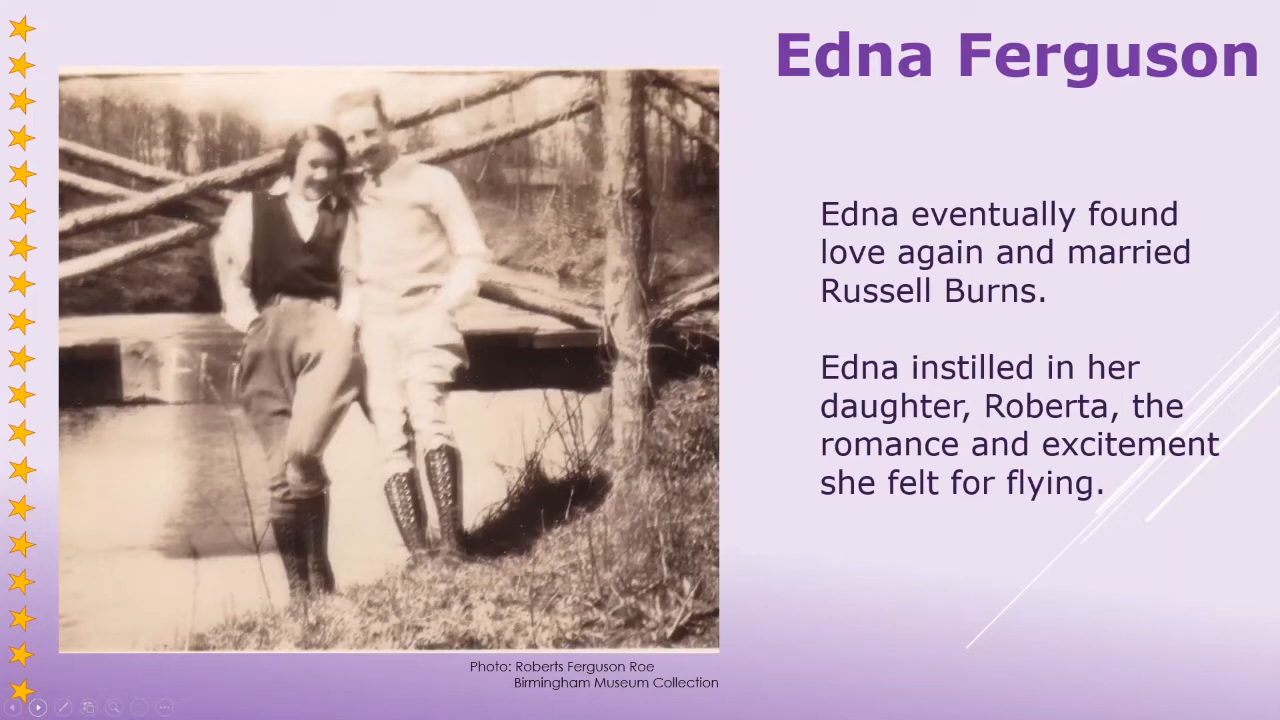 Edna Ferguson
Edna eventually found
love again and married
Russell Burns.
Edna instilled in her
daughter, Roberta, the
romance and excitement
she felt for flying.
Photo: Roberts Ferguson Roe
Birmingham Museum Collection